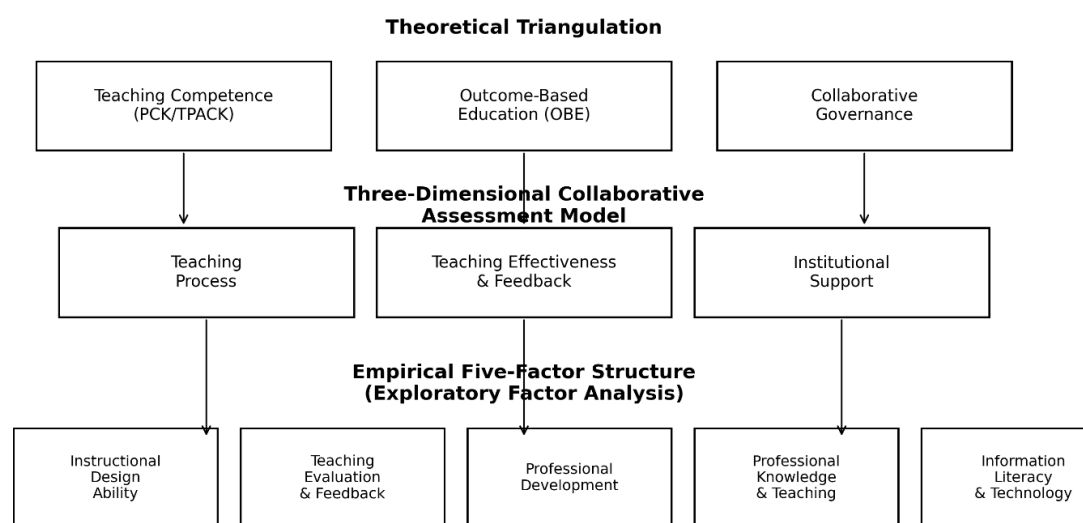 Theoretical Triangulation
Teaching Competence
(PCK/TPACK)
Outcome-Based
Education (OBE)
Collaborative
Governance
Three-Dimensional Collaborative
Assessment Model
Teaching
Process
Teaching Effectiveness
& Feedback
Institutional
Support
Empirical Five-Factor Structure
(Exploratory Factor Analysis)
Instructional
Design
Ability
Teaching
Evaluation
& Feedback
Professional
Development
Professional
Knowledge
& Teaching
Information
Literacy
& Technology